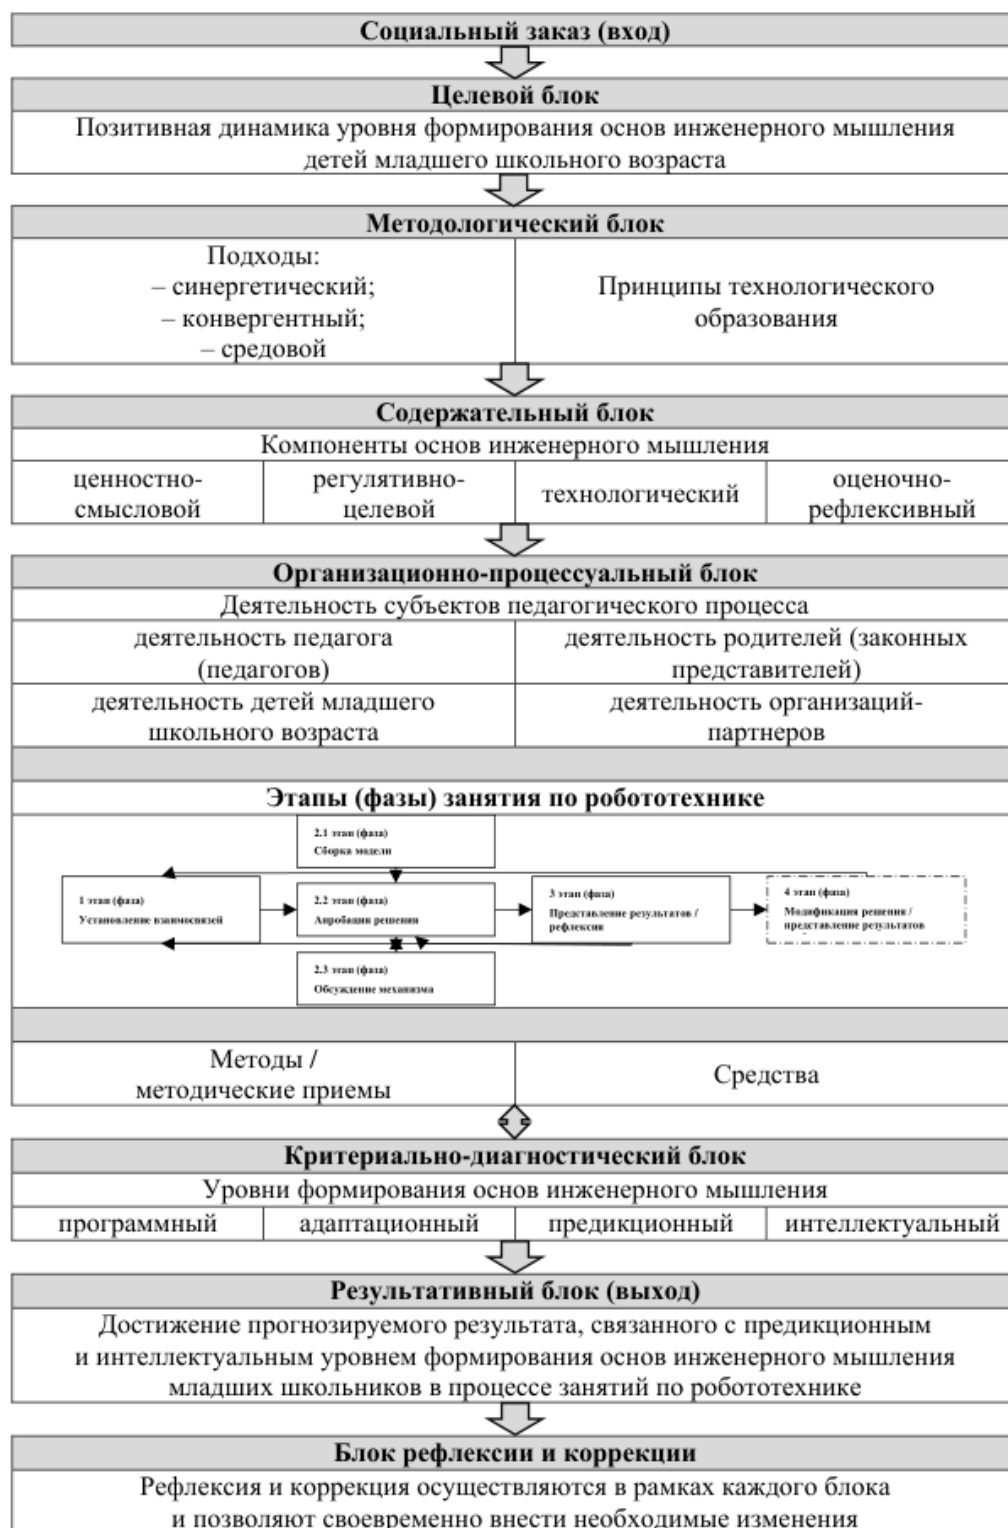 Социальный заказ (вход)
Целевой блок
Позитивная динамика уровня формирования основ инженерного мышления
детей младшего школьного возраста
Методологический блок
Подходы:
– синергетический;
– конвергентный;
– средовой
Принципы технологического
образования
Содержательный блок
Компоненты основ инженерного мышления
ценностно-
смысловой
регулятивно-
целевой
технологический
оценочно-
рефлексивный
Организационно-процессуальный блок
Деятельность субъектов педагогического процесса
деятельность педагога
(педагогов)
деятельность родителей (законных
представителей)
деятельность детей младшего
школьного возраста
деятельность организаций-
партнеров
Этапы (фазы) занятия по робототехнике
2.1 этап (фаза)
Сборка модели
1 этап (фаза)
Установление взаимосвязей
2.2 этап (фаза)
Апробация решения
3 этап (фаза)
Представление результатов /
рефлексия
4 этап (фаза)
Модификация решения /
представление результатов
2.3 этап (фаза)
Обсуждение механизма
Методы /
методические приемы
Средства
Критериально-диагностический блок
Уровни формирования основ инженерного мышления
программный
адаптационный
предикционный
интеллектуальный
Результативный блок (выход)
Достижение прогнозируемого результата, связанного с предикционным
и интеллектуальным уровнем формирования основ инженерного мышления
младших школьников в процессе занятий по робототехнике
Блок рефлексии и коррекции
Рефлексия и коррекция осуществляются в рамках каждого блока
и позволяют своевременно внести необходимые изменения